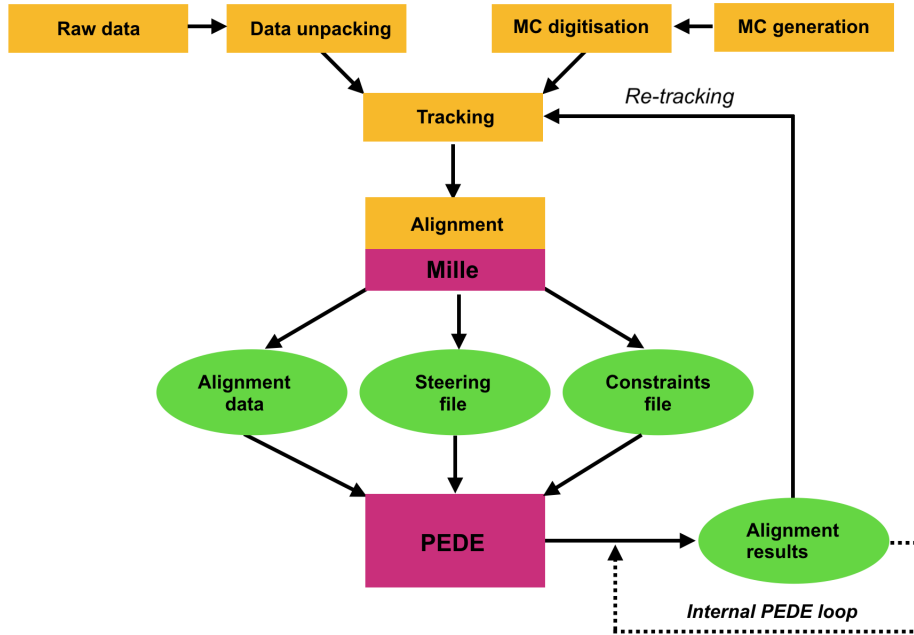 Raw data
Data unpacking
MC digitisation
MC generation
Re-tracking
Tracking
Alignment
Mille
Alignment
data
Steering
file
Constraints
file
PEDE
Alignment
results
Internal PEDE loop